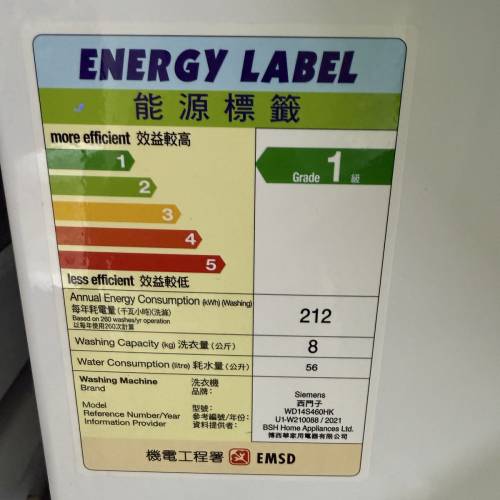 ENERGY LABEL
能源標籤
more efficient 效益較高
1
2
3
4
5
less efficient 效益較低
Grade 1 級
Annual Energy Consumption (kWh) (Washing)
每年耗電量 (千瓦小時)(洗滌)
Based on 260 washes/yr operation
以每年使用260次計算
212
Washing Capacity (kg) 洗衣量 (公斤)
8
Water Consumption (litre) 耗水量 (公升)
56
Washing Machine 洗衣機
Brand 品牌:
Siemens
西門子
Model 型號:
WD14S460HK
Reference Number/Year 參考編號/年份:
U1-W210088 / 2021
Information Provider 資料提供者:
BSH Home Appliances Ltd.
博西華家用電器有限公司
機電工程署 EMSD